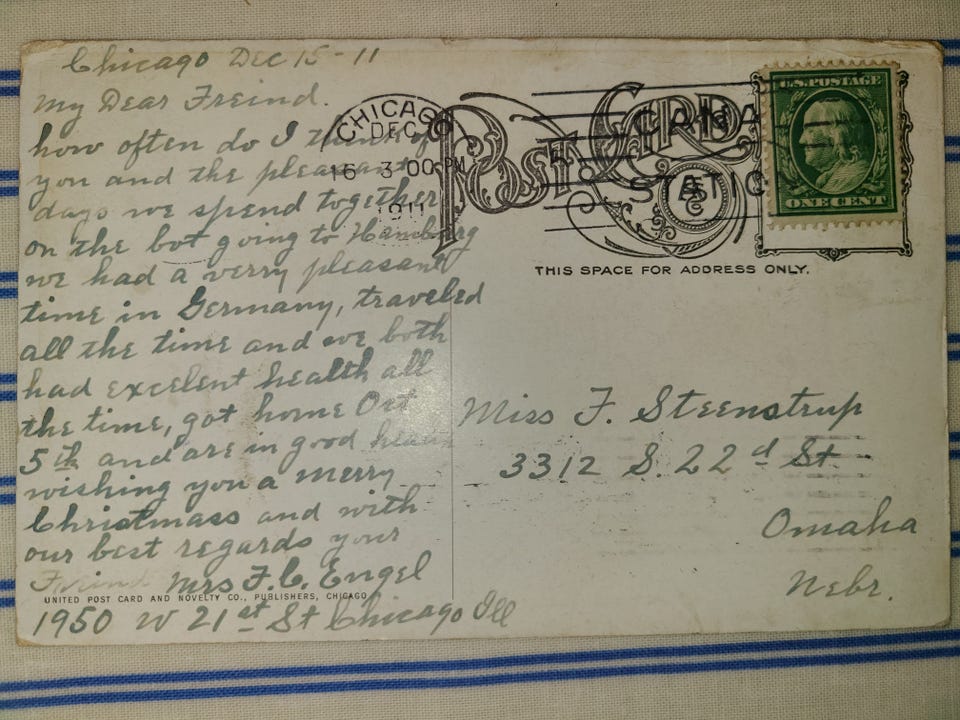 Chicago Dec 15-11
My Dear Freind.
how often do I think of
you and the pleasant
days we spend together
on the bot going to Hamburg
we had a verry pleasant
time in Germany, traveled
all the time and we both
had excelent health all
the time, got home Oct
5th and are in good health
wishing you a merry
Christmass and with
our best regards your
Freind Mrs F.C. Engel
UNITED POST CARD AND NOVELTY CO., PUBLISHERS, CHICAGO
1950 W 21st St Chicago Ill
CHICAGO
DEC
16 3 00 PM
1911
POST CARD
CANAL
STATION
U.S. POSTAGE
ONE CENT
THIS SPACE FOR ADDRESS ONLY.
Miss F. Steenstrup
3312 S. 22d St
Omaha
Nebr.